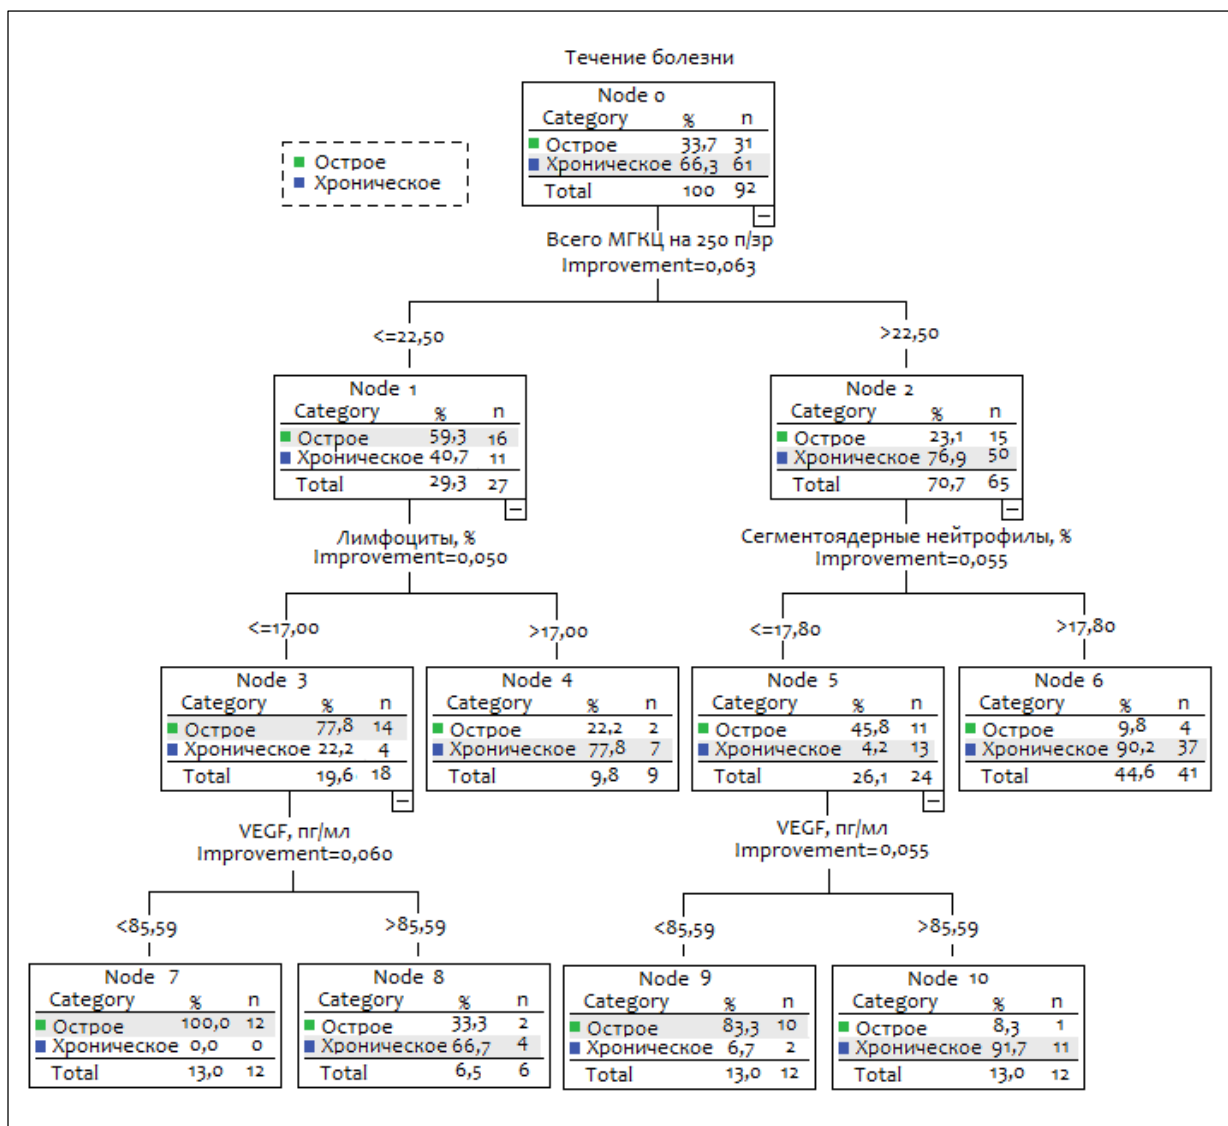 Течение болезни
Node 0
Category % n
Острое 33,7 31
Хроническое 66,3 61
Total 100 92
Острое
Хроническое
Всего МГКЦ на 250 п/зр
Improvement=0,063
<=22,50
>22,50
Node 1
Category % n
Острое 59,3 16
Хроническое 40,7 11
Total 29,3 27
Node 2
Category % n
Острое 23,1 15
Хроническое 76,9 50
Total 70,7 65
Лимфоциты, %
Improvement=0,050
Сегментоядерные нейтрофилы, %
Improvement=0,055
<=17,00
>17,00
<=17,80
>17,80
Node 3
Category % n
Острое 77,8 14
Хроническое 22,2 4
Total 19,6 18
Node 4
Category % n
Острое 22,2 2
Хроническое 77,8 7
Total 9,8 9
Node 5
Category % n
Острое 45,8 11
Хроническое 4,2 13
Total 26,1 24
Node 6
Category % n
Острое 9,8 4
Хроническое 90,2 37
Total 44,6 41
VEGF, пг/мл
Improvement=0,060
VEGF, пг/мл
Improvement=0,055
<85,59
>85,59
<85,59
>85,59
Node 7
Category % n
Острое 100,0 12
Хроническое 0,0 0
Total 13,0 12
Node 8
Category % n
Острое 33,3 2
Хроническое 66,7 4
Total 6,5 6
Node 9
Category % n
Острое 83,3 10
Хроническое 6,7 2
Total 13,0 12
Node 10
Category % n
Острое 8,3 1
Хроническое 91,7 11
Total 13,0 12